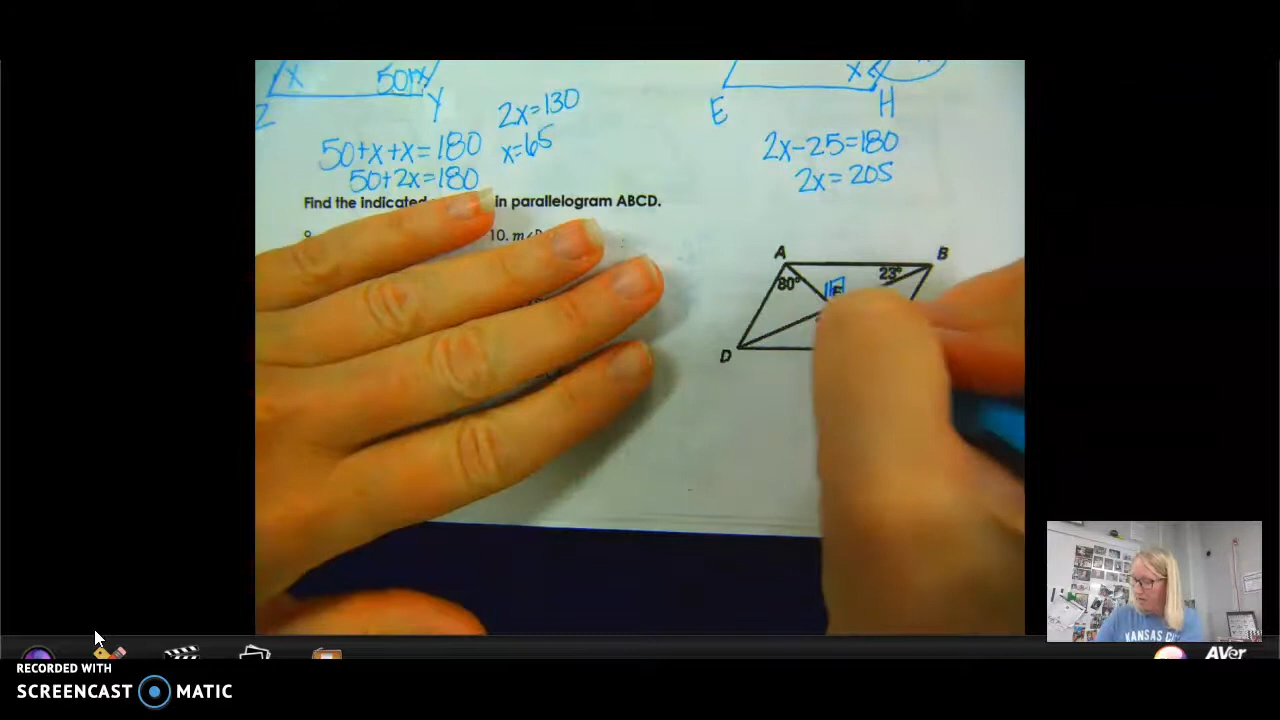 x 50+x
Z Y
2x=130
x=65
50+x+x=180
50+2x=180
x
E H
2x-25=180
2x=205
Find the indicated in parallelogram ABCD.
10. m∠
A B
80° 23°
D
KANSAS
AVer
RECORDED WITH
SCREENCAST MATIC